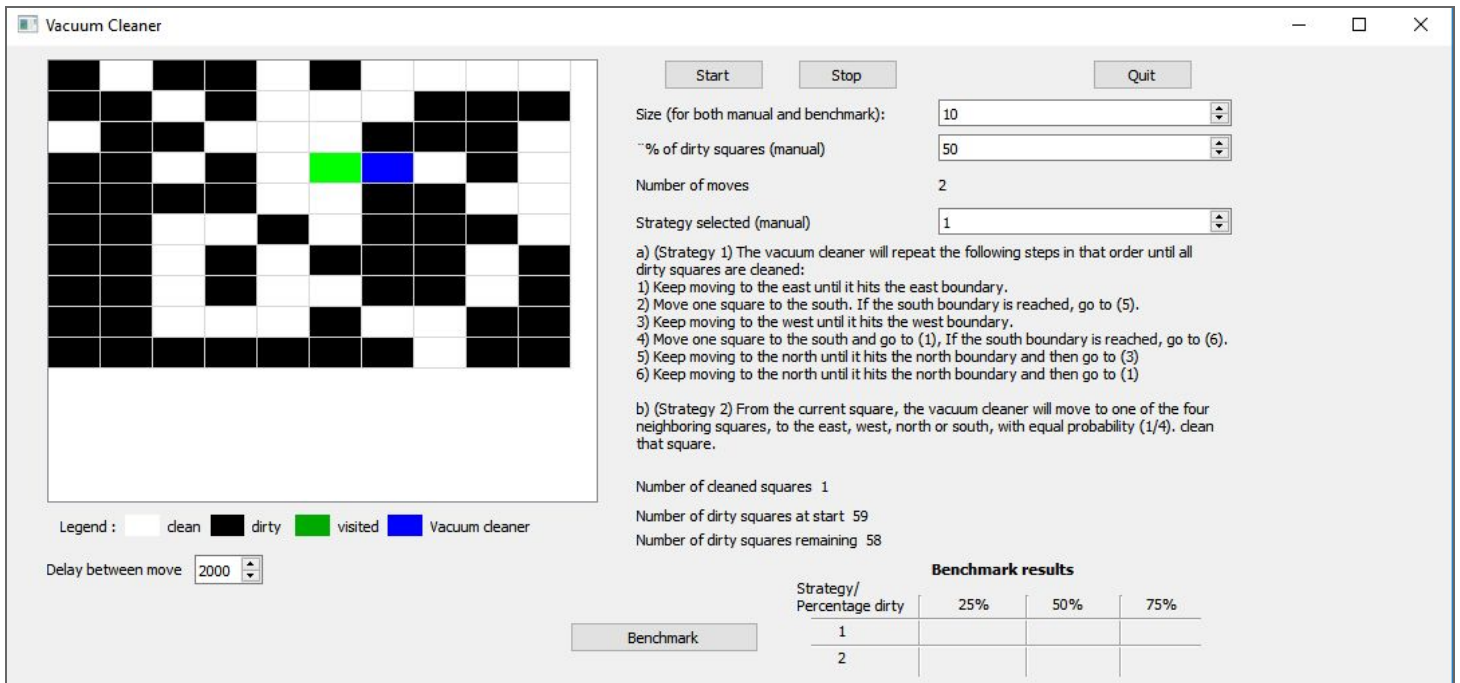 Vacuum Cleaner
Start Stop Quit
Size (for both manual and benchmark): 10
¨% of dirty squares (manual) 50
Number of moves 2
Strategy selected (manual) 1
a) (Strategy 1) The vacuum cleaner will repeat the following steps in that order until all
dirty squares are cleaned:
1) Keep moving to the east until it hits the east boundary.
2) Move one square to the south. If the south boundary is reached, go to (5).
3) Keep moving to the west until it hits the west boundary.
4) Move one square to the south and go to (1), If the south boundary is reached, go to (6).
5) Keep moving to the north until it hits the north boundary and then go to (3)
6) Keep moving to the north until it hits the north boundary and then go to (1)
b) (Strategy 2) From the current square, the vacuum cleaner will move to one of the four
neighboring squares, to the east, west, north or south, with equal probability (1/4). clean
that square.
Number of cleaned squares 1
Number of dirty squares at start 59
Number of dirty squares remaining 58
Legend : clean dirty visited Vacuum cleaner
Delay between move 2000
Benchmark results
Strategy/
Percentage dirty 25% 50% 75%
1
2
Benchmark